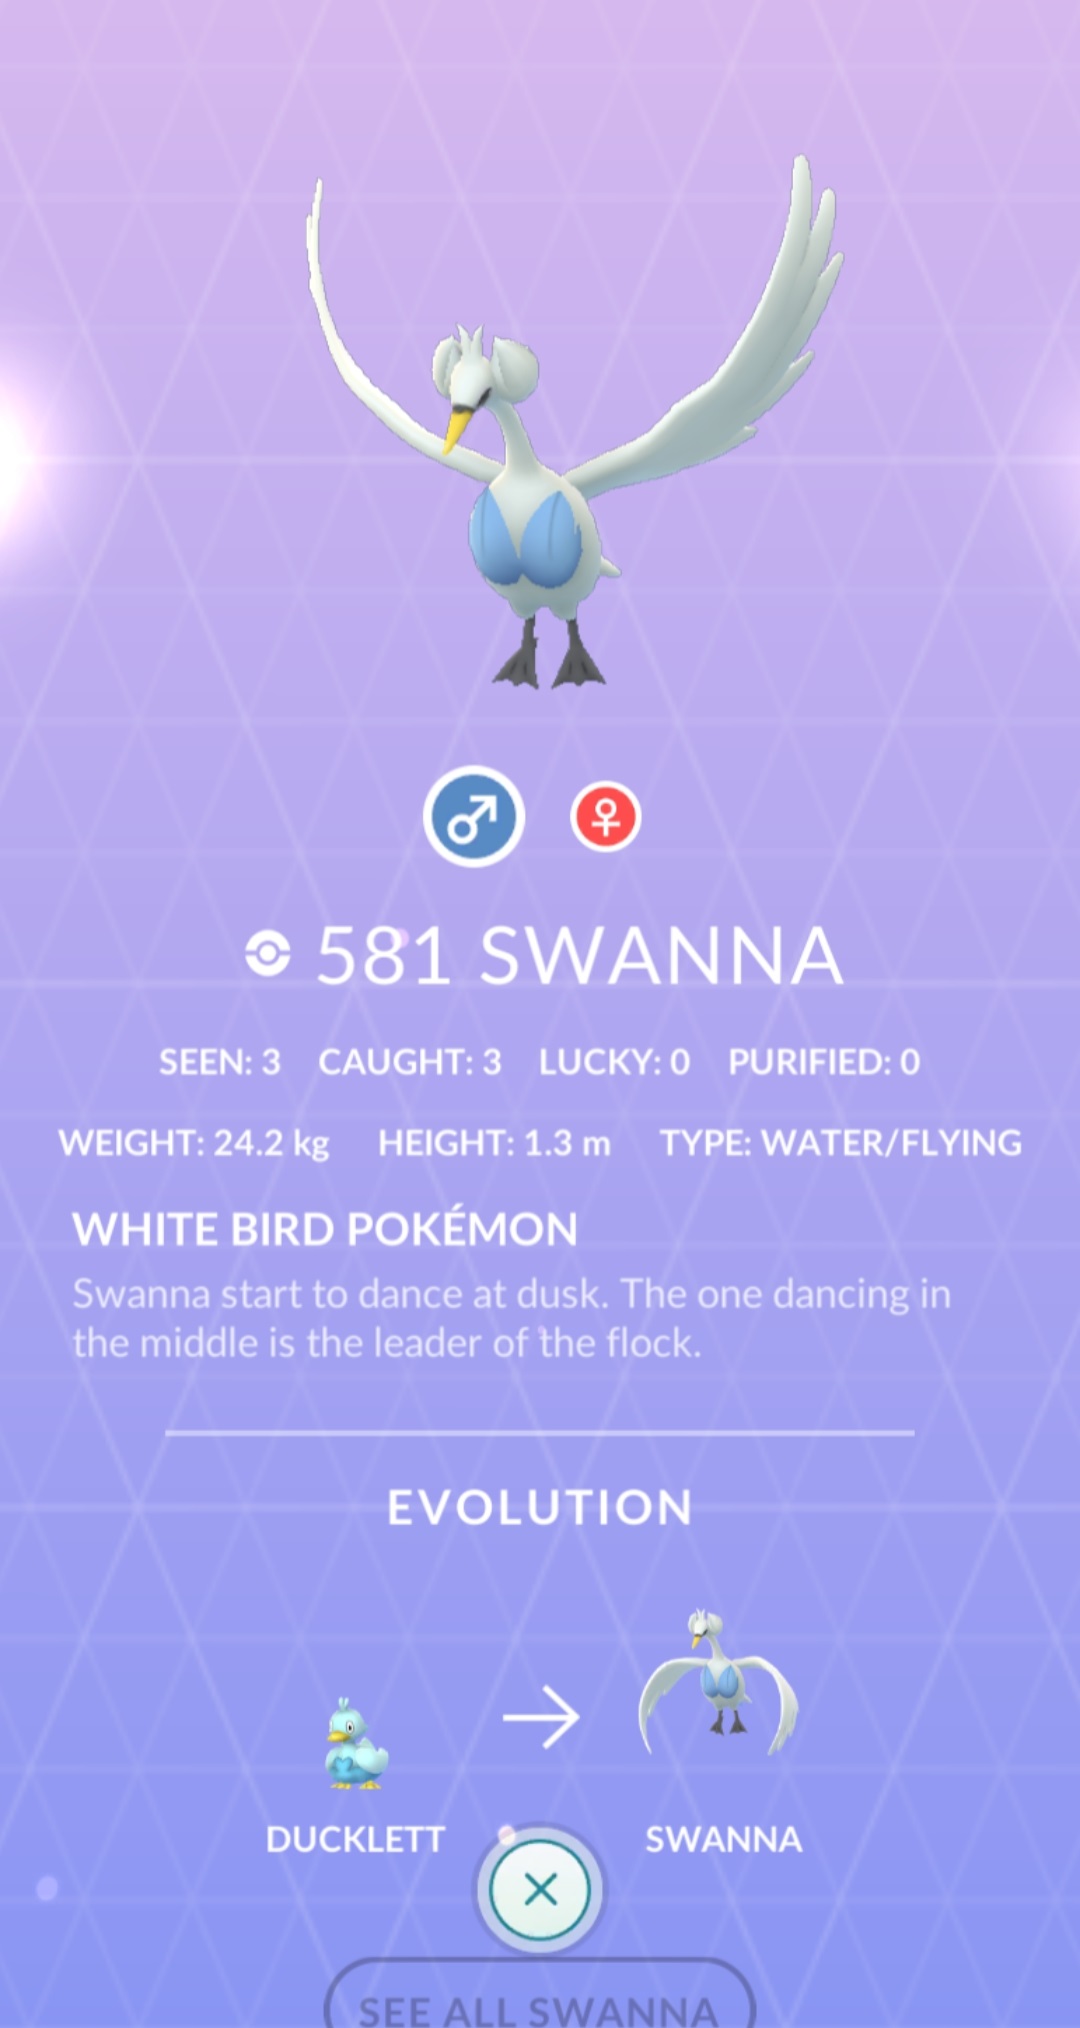 581 SWANNA
SEEN: 3 CAUGHT: 3 LUCKY: 0 PURIFIED: 0
WEIGHT: 24.2 kg HEIGHT: 1.3 m TYPE: WATER/FLYING
WHITE BIRD POKÉMON
Swanna start to dance at dusk. The one dancing in
the middle is the leader of the flock.
EVOLUTION
DUCKLETT SWANNA
SEE ALL SWANNA